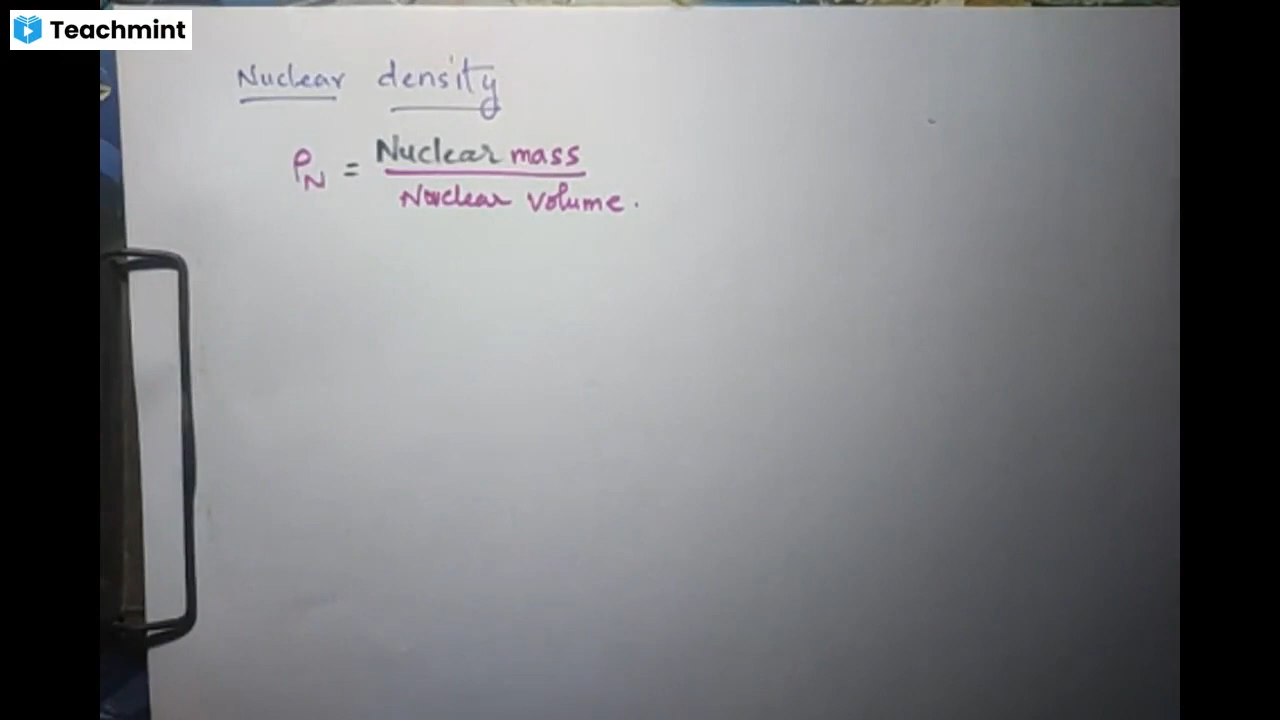 Teachmint
Nuclear density
ρN = Nuclear mass
Nuclear volume.